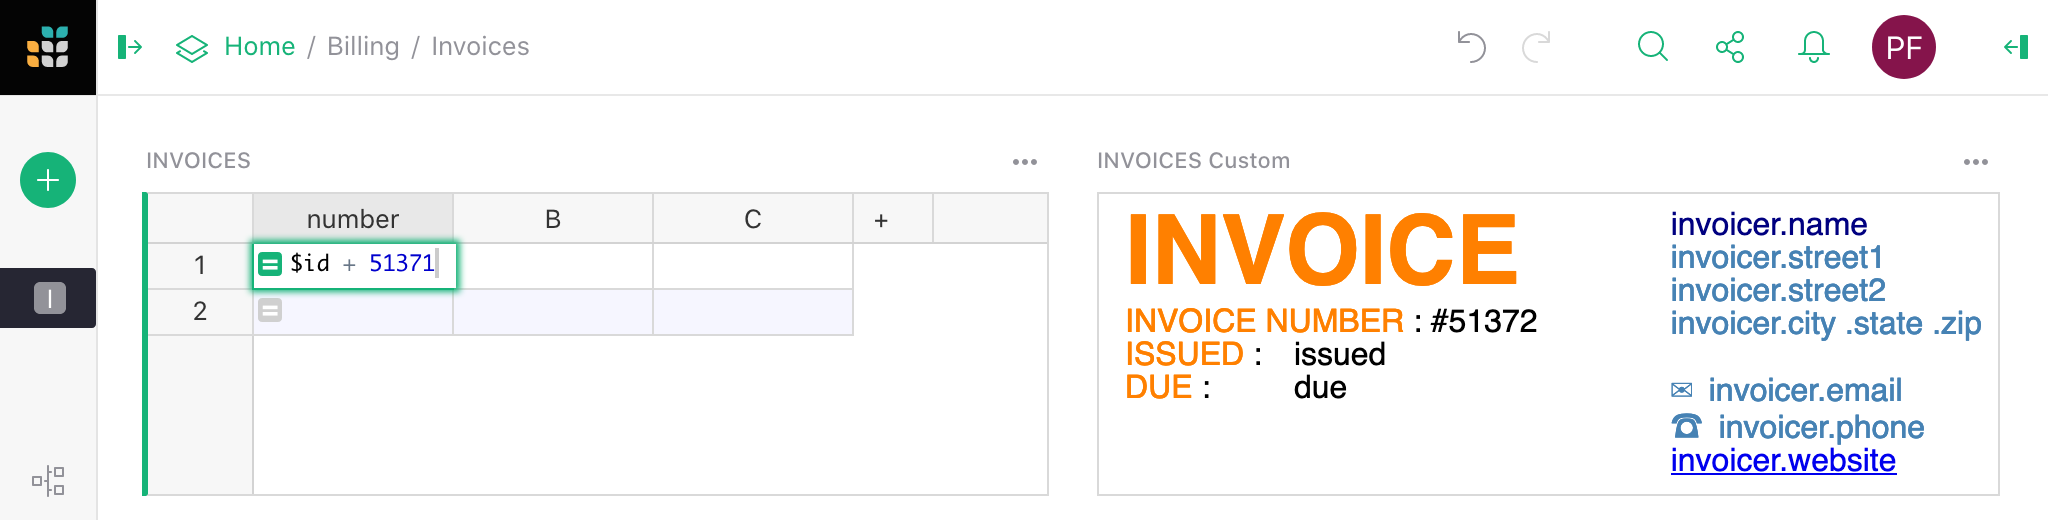 Home / Billing / Invoices
PF
INVOICES
number B C +
1 = $id + 51371
2 =
I
INVOICES Custom
INVOICE
INVOICE NUMBER : #51372
ISSUED : issued
DUE : due
invoicer.name
invoicer.street1
invoicer.street2
invoicer.city .state .zip
✉ invoicer.email
☎ invoicer.phone
invoicer.website